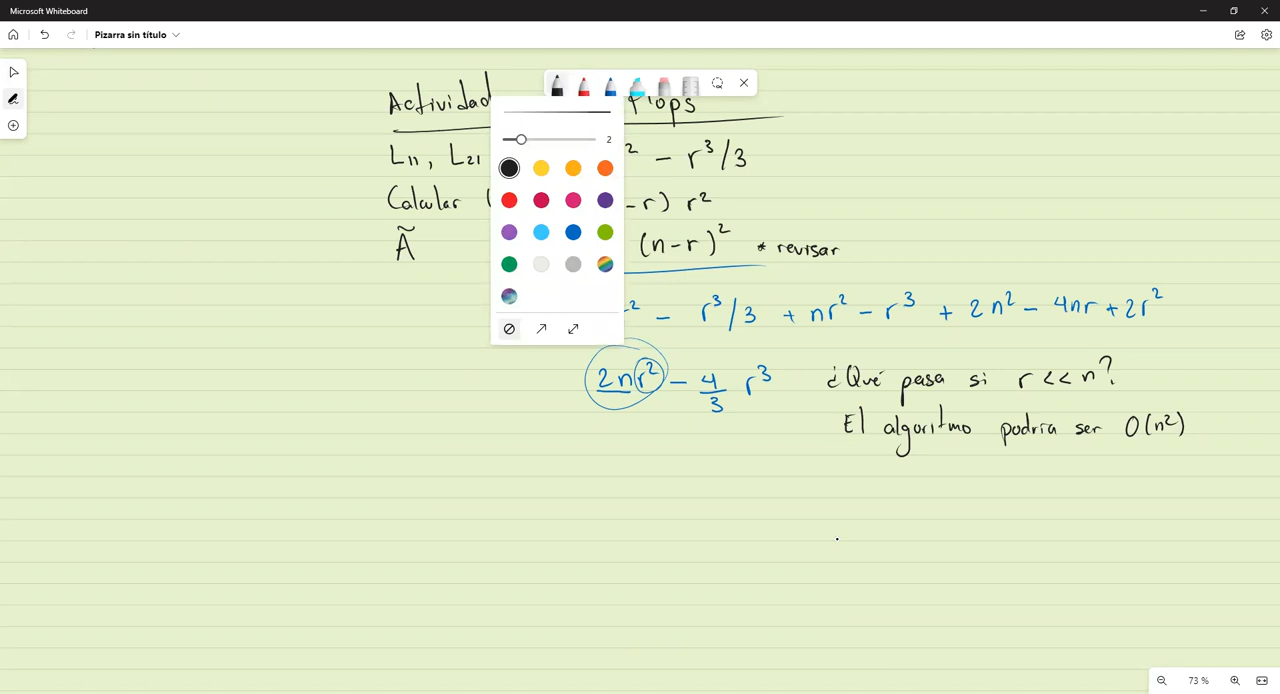 Microsoft Whiteboard
Pizarra sin título
Actividad Flops
L11, L21 ² - r³/3
Calcular ( -r) r²
Ã (n-r)² * revisar
² - r³/3 + nr² - r³ + 2n² - 4nr + 2r²
2nr² - 4/3 r³ ¿Qué pasa si r << n?
El algoritmo podría ser O(n²)
2
73 %